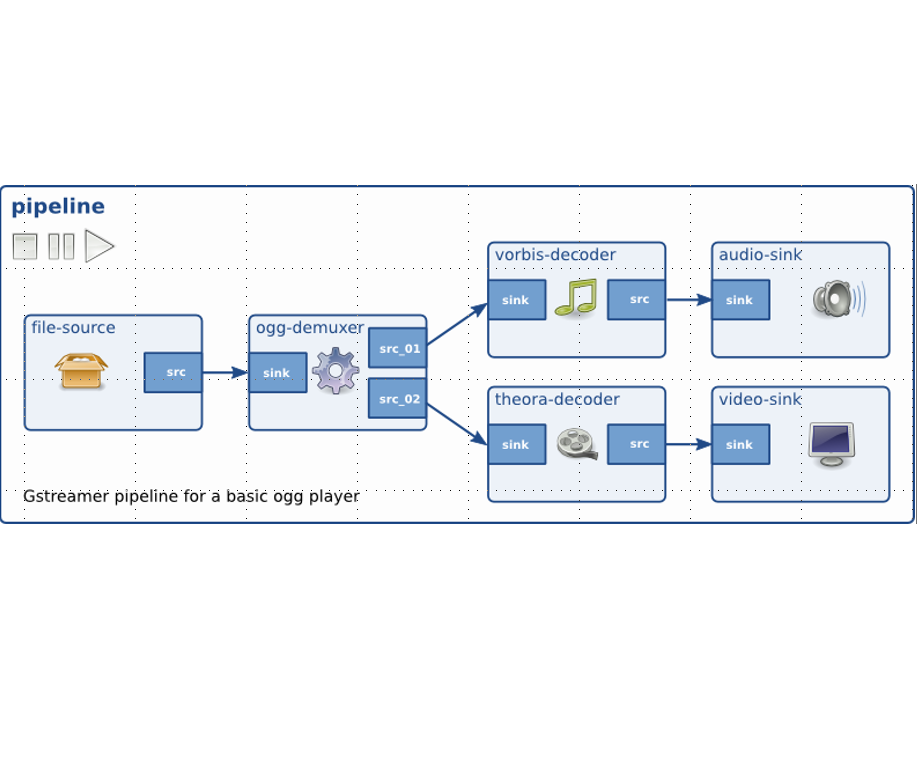 pipeline
file-source
src
ogg-demuxer
sink
src_01
src_02
vorbis-decoder
sink
src
audio-sink
sink
theora-decoder
sink
src
video-sink
sink
Gstreamer pipeline for a basic ogg player